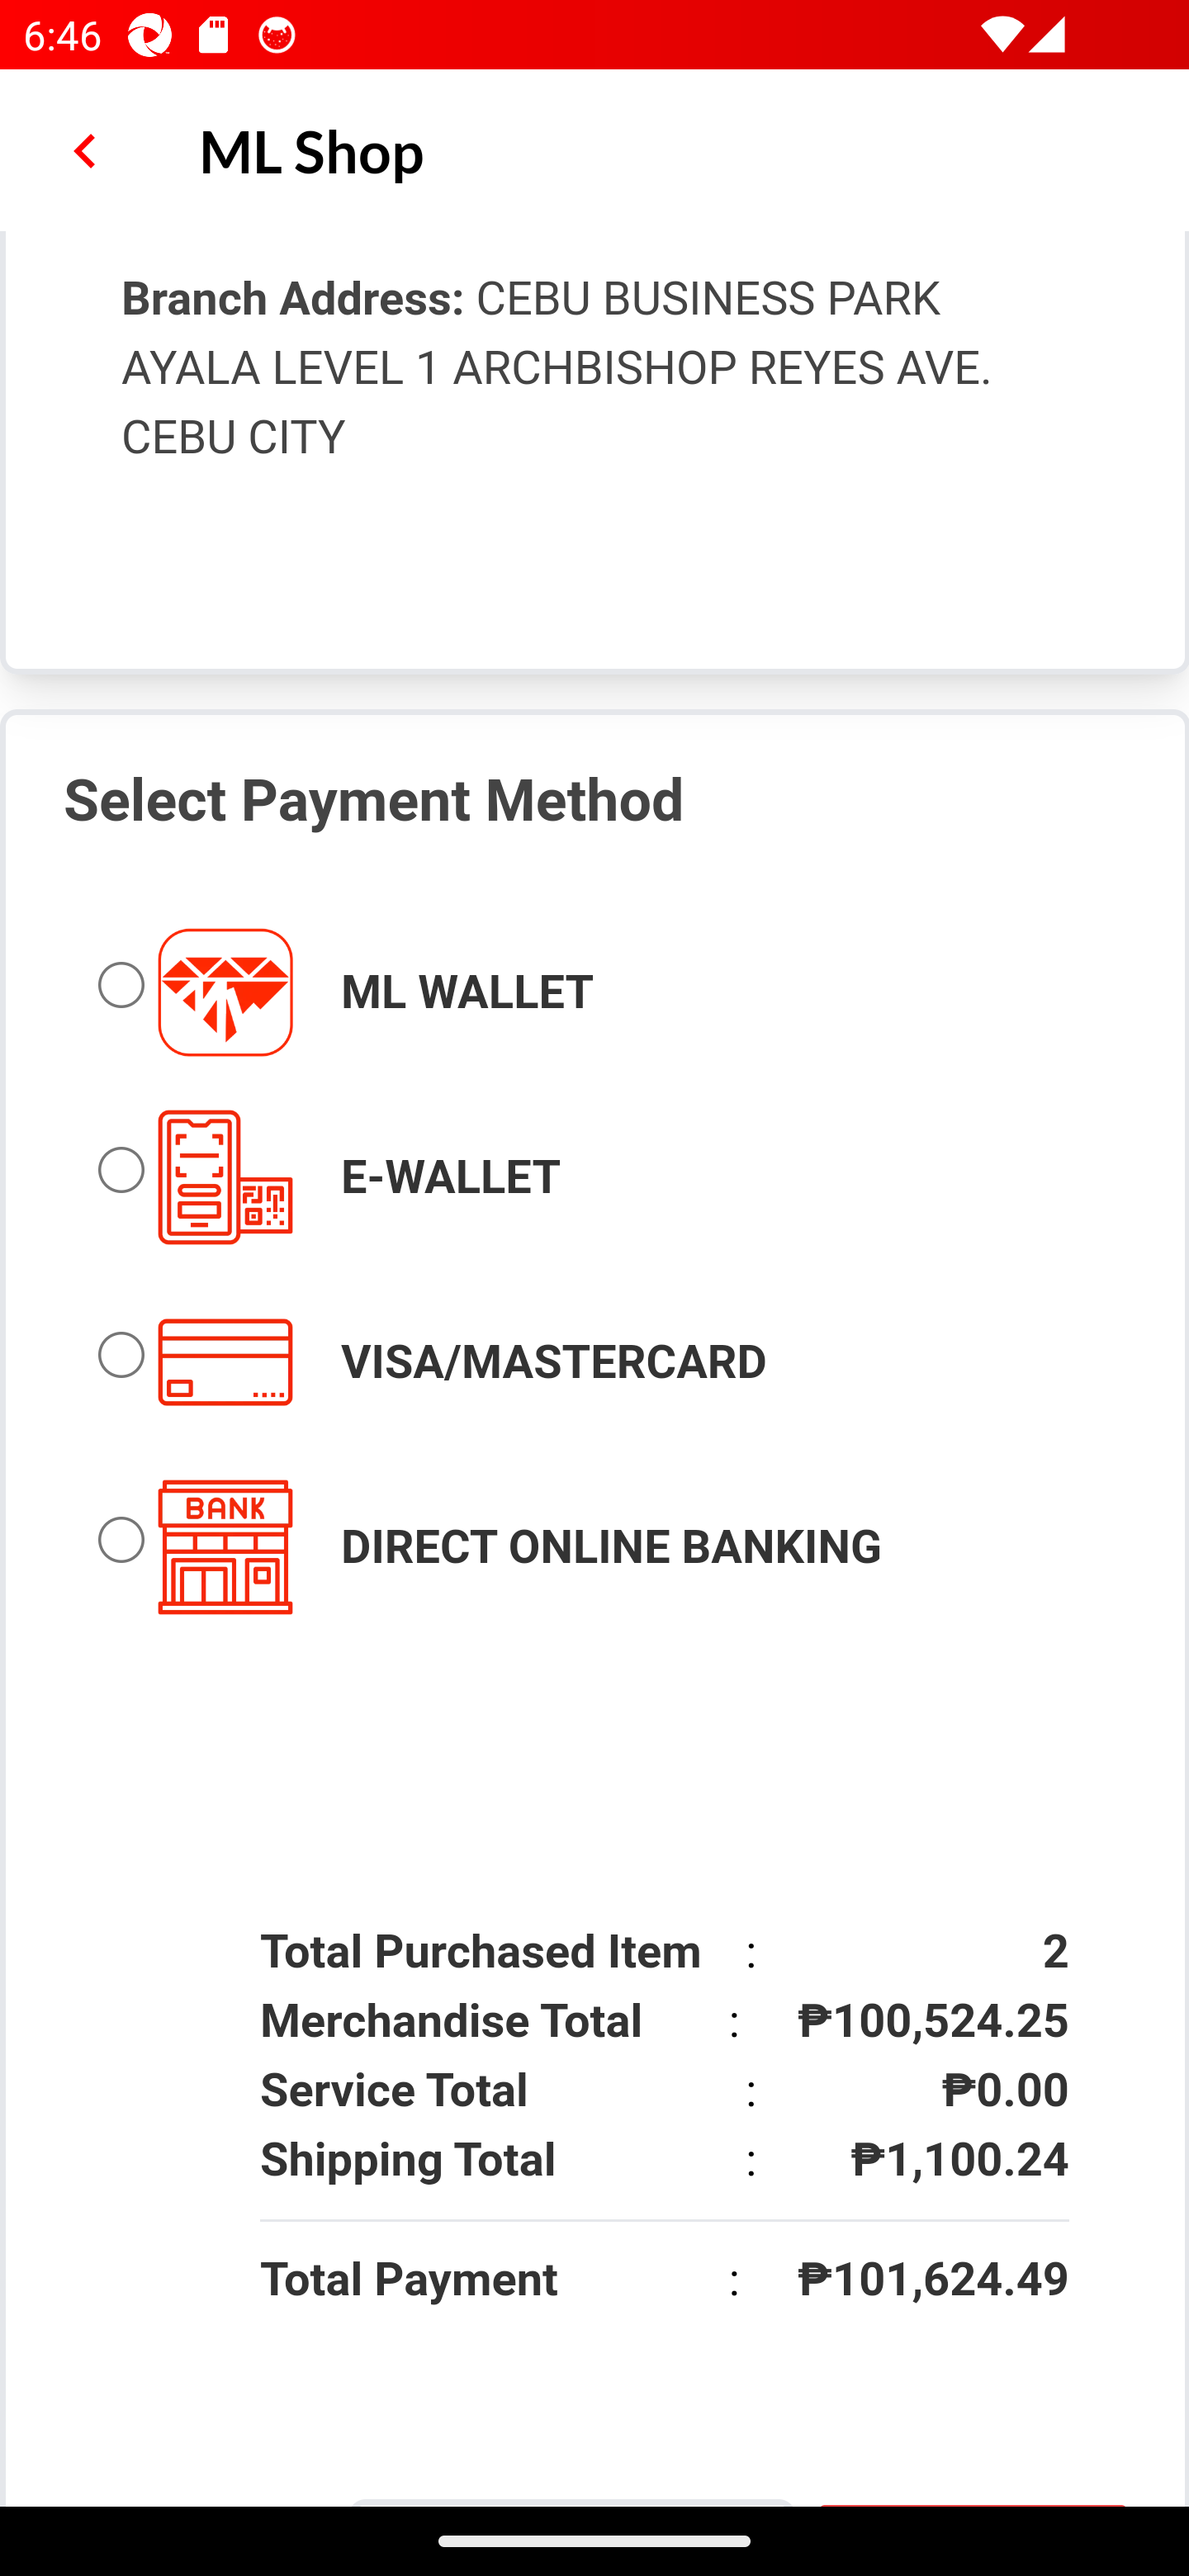 6:46
ML Shop
Branch Address: CEBU BUSINESS PARK
AYALA LEVEL 1 ARCHBISHOP REYES AVE.
CEBU CITY
Select Payment Method
ML WALLET
E-WALLET
VISA/MASTERCARD
BANK
DIRECT ONLINE BANKING
Total Purchased Item : 2
Merchandise Total : ₱100,524.25
Service Total : ₱0.00
Shipping Total : ₱1,100.24
Total Payment : ₱101,624.49